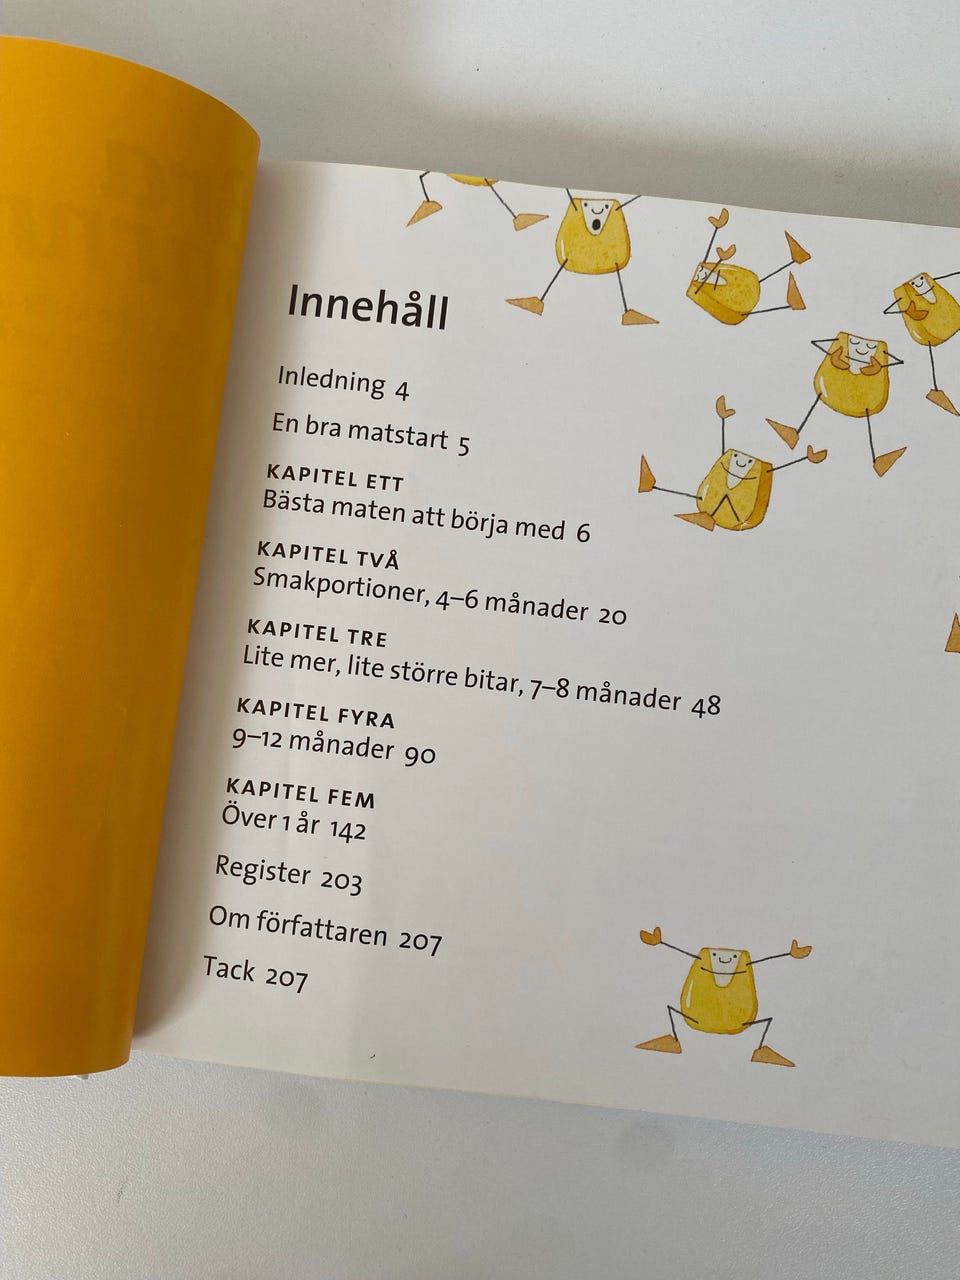 Innehåll
Inledning 4
En bra matstart 5
KAPITEL ETT
Bästa maten att börja med 6
KAPITEL TVÅ
Smakportioner, 4–6 månader 20
KAPITEL TRE
Lite mer, lite större bitar, 7–8 månader 48
KAPITEL FYRA
9–12 månader 90
KAPITEL FEM
Över 1 år 142
Register 203
Om författaren 207
Tack 207